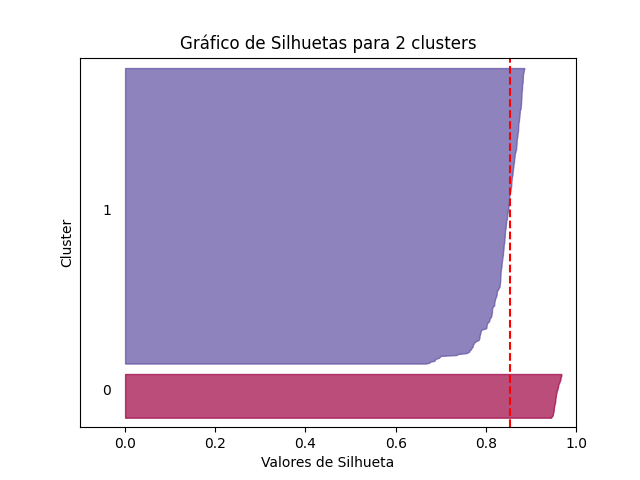 Gráfico de Silhuetas para 2 clusters
Cluster
1
0
0.0 0.2 0.4 0.6 0.8 1.0
Valores de Silhueta